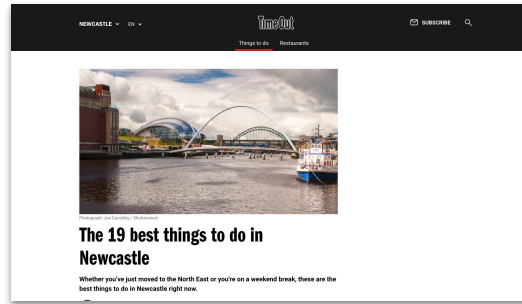 NEWCASTLE EN TimeOut SUBSCRIBE
Things to do Restaurants
Photograph: Joe Dunckley / Shutterstock
The 19 best things to do in
Newcastle
Whether you've just moved to the North East or you're on a weekend break, these are the
best things to do in Newcastle right now.